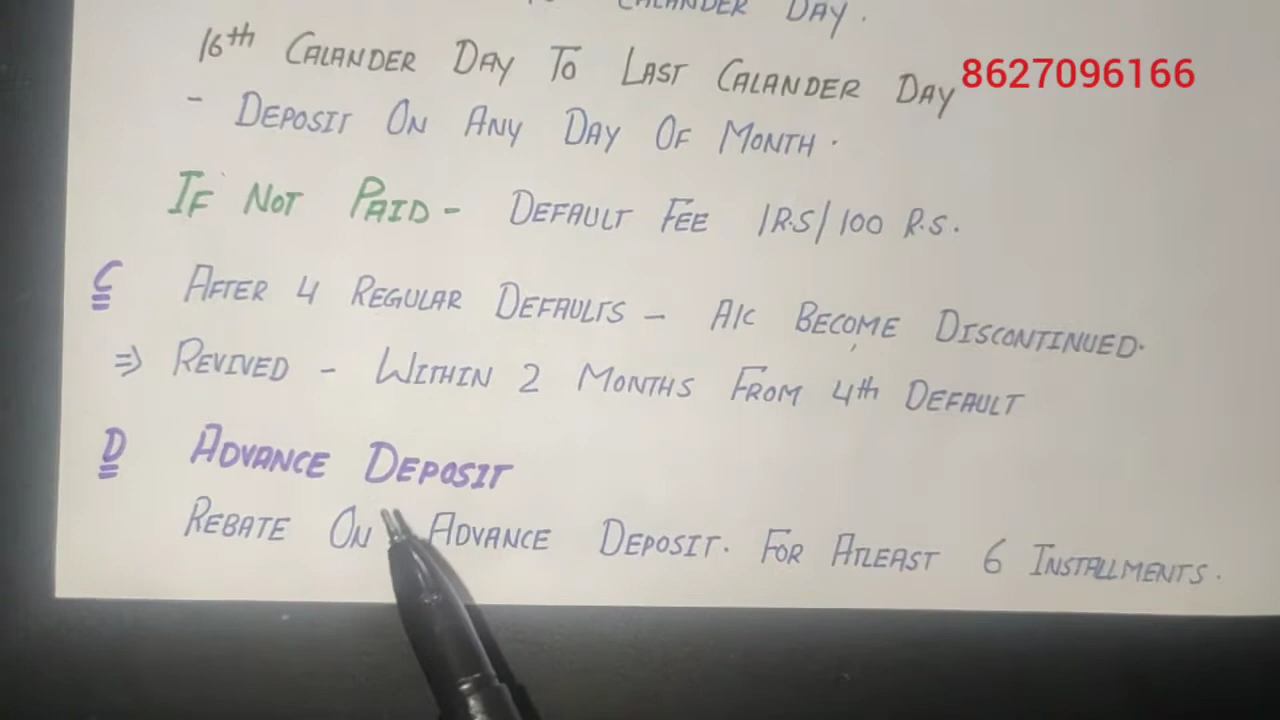 CALANDER DAY.
16th CALANDER DAY TO LAST CALANDER DAY
8627096166
- DEPOSIT ON ANY DAY OF MONTH.
IF NOT PAID - DEFAULT FEE 1R.S/100 R.S.
C AFTER 4 REGULAR DEFAULTS - A/C BECOME DISCONTINUED.
⇒ REVIVED - WITHIN 2 MONTHS FROM 4th DEFAULT
D ADVANCE DEPOSIT
REBATE ON ADVANCE DEPOSIT. FOR ATLEAST 6 INSTALLMENTS.